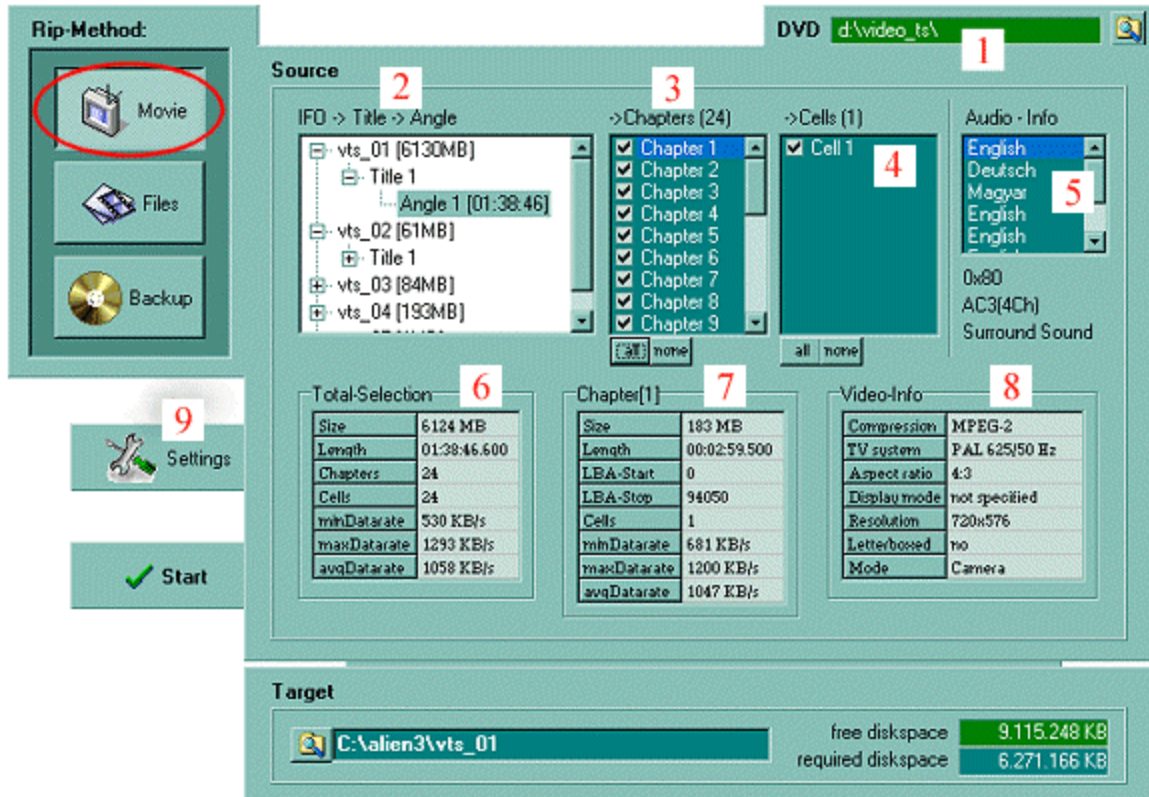 Rip-Method:
Movie
Files
Backup
9
Settings
Start
DVD d:\video_ts\
1
Source
2
IFO -> Title -> Angle
vts_01 [6130MB]
Title 1
Angle 1 [01:38:46]
vts_02 [61MB]
Title 1
vts_03 [84MB]
vts_04 [193MB]
3
->Chapters (24)
Chapter 1
Chapter 2
Chapter 3
Chapter 4
Chapter 5
Chapter 6
Chapter 7
Chapter 8
Chapter 9
all none
->Cells (1)
Cell 1
4
all none
Audio - Info
English
Deutsch
Magyar
English
English
5
0x80
AC3(4Ch)
Surround Sound
Total-Selection 6
Size 6124 MB
Length 01:38:46.600
Chapters 24
Cells 24
minDatarate 530 KB/s
maxDatarate 1293 KB/s
avgDatarate 1058 KB/s
Chapter[1] 7
Size 183 MB
Length 00:02:59.500
LBA-Start 0
LBA-Stop 94050
Cells 1
minDatarate 681 KB/s
maxDatarate 1200 KB/s
avgDatarate 1047 KB/s
Video-Info 8
Compression MPEG-2
TV system PAL 625/50 Hz
Aspect ratio 4:3
Display mode not specified
Resolution 720x576
Letterboxed no
Mode Camera
Target
C:\alien3\vts_01
free diskspace 9.115.248 KB
required diskspace 6.271.166 KB